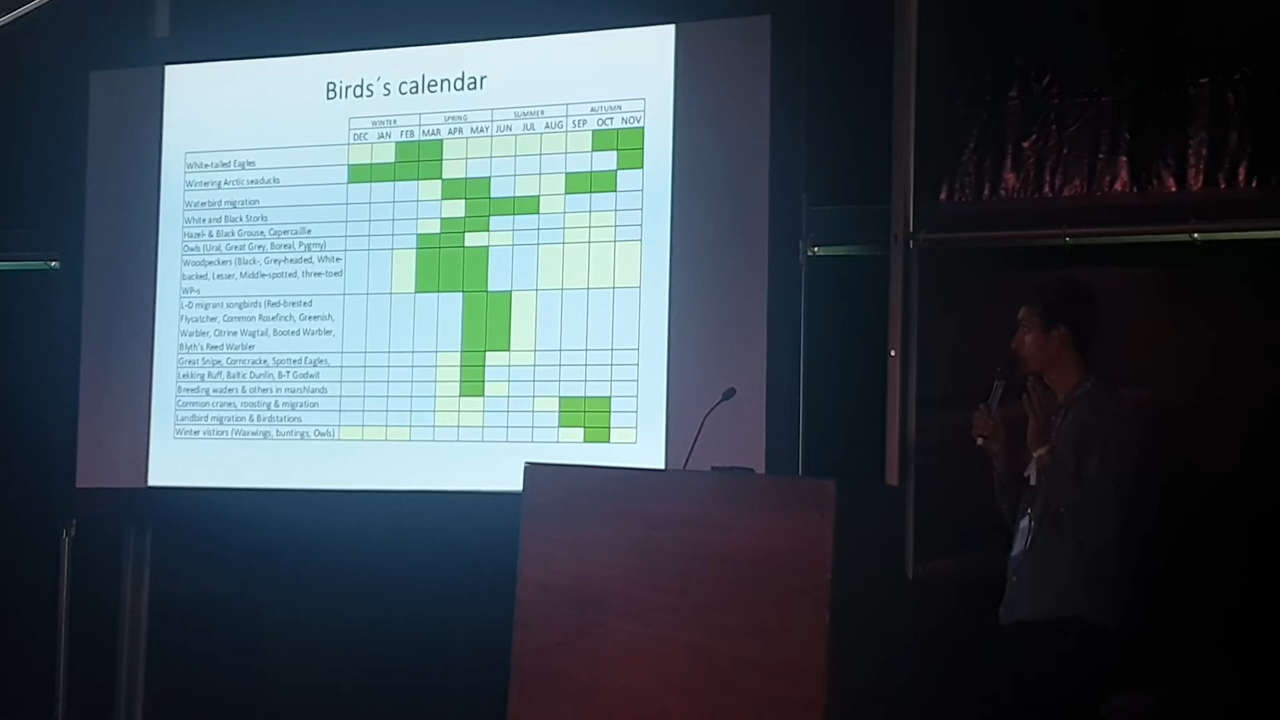 Birds´s calendar
WINTER SPRING SUMMER AUTUMN
DEC JAN FEB MAR APR MAY JUN JUL AUG SEP OCT NOV
White-tailed Eagles
Wintering Arctic seaducks
Waterbird migration
White and Black Storks
Hazel- & Black Grouse, Capercaillie
Owls (Ural, Great Grey, Boreal, Pygmy)
Woodpeckers (Black-, Grey-headed, White-
backed, Lesser, Middle-spotted, three-toed
WP-s
L-D migrant songbirds (Red-brested
Flycatcher, Common Rosefinch, Greenish,
Warbler, Citrine Wagtail, Booted Warbler,
Blyth's Reed Warbler
Great Snipe, Corncracke, Spotted Eagles,
Lekking Ruff, Baltic Dunlin, B-T Godwit
Breeding waders & others in marshlands
Common cranes, roosting & migration
Landbird migration & Birdstations
Winter vistiors (Waxwings, buntings, Owls)